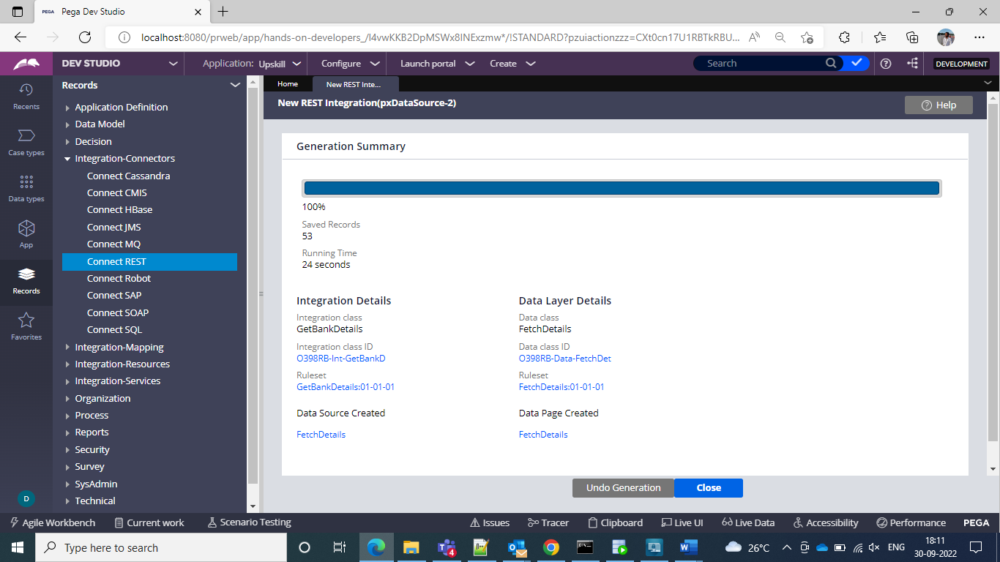 PEGA Pega Dev Studio
localhost:8080/prweb/app/hands-on-developers_/I4vwKKB2DpMSWx8lNExzmw*/!STANDARD?pzuiactionzzz=CXt0cn17U1RBTkRBU...
DEV STUDIO
Application: Upskill
Configure
Launch portal
Create
Search
DEVELOPMENT
Recents
Case types
Data types
App
Records
Favorites
D
Records
Application Definition
Data Model
Decision
Integration-Connectors
Connect Cassandra
Connect CMIS
Connect HBase
Connect JMS
Connect MQ
Connect REST
Connect Robot
Connect SAP
Connect SOAP
Connect SQL
Integration-Mapping
Integration-Resources
Integration-Services
Organization
Process
Reports
Security
Survey
SysAdmin
Technical
Home
New REST Inte...
New REST Integration(pxDataSource-2)
Help
Generation Summary
100%
Saved Records
53
Running Time
24 seconds
Integration Details
Integration class
GetBankDetails
Integration class ID
O398RB-Int-GetBankD
Ruleset
GetBankDetails:01-01-01
Data Source Created
FetchDetails
Data Layer Details
Data class
FetchDetails
Data class ID
O398RB-Data-FetchDet
Ruleset
FetchDetails:01-01-01
Data Page Created
FetchDetails
Undo Generation
Close
Agile Workbench
Current work
Scenario Testing
Issues
Tracer
Clipboard
Live UI
Live Data
Accessibility
Performance
PEGA
Type here to search
4
26°C
ENG
18:11
30-09-2022